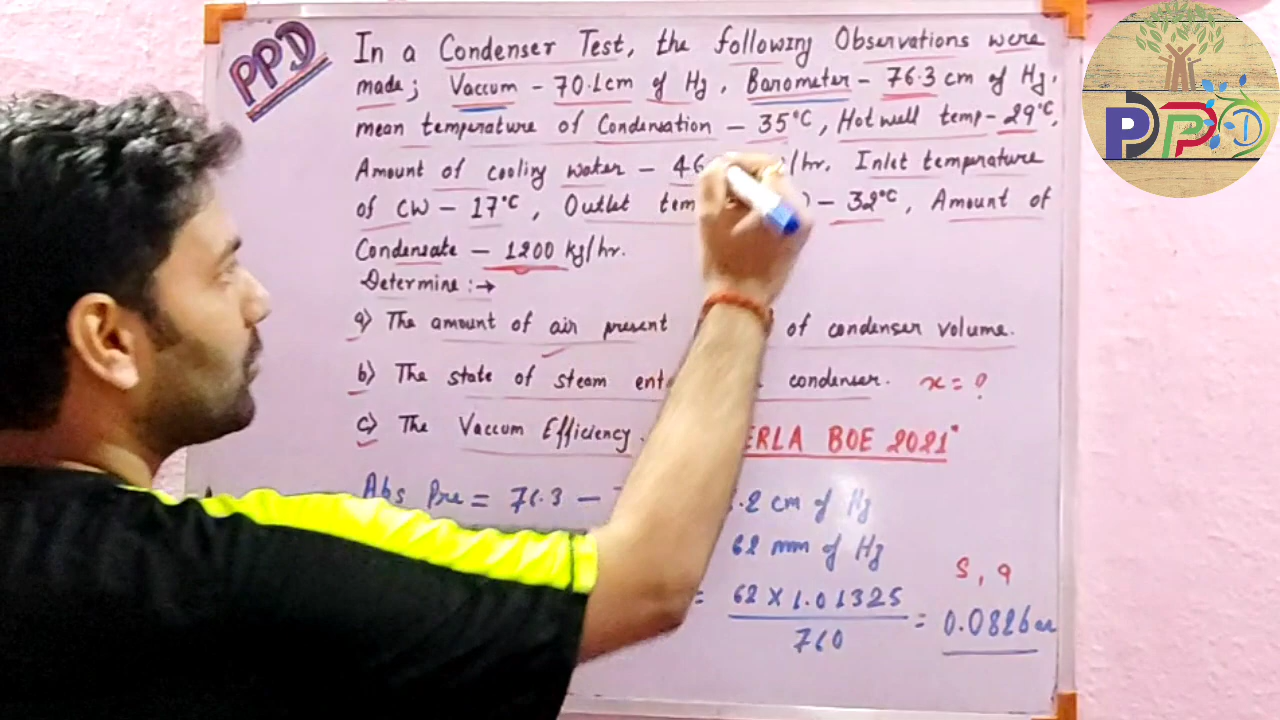 PPD
In a Condenser Test, the following Observations were
made; Vaccum - 70.1cm of Hg, Barometer - 76.3 cm of Hg.
mean temperature of Condensation - 35°C, Hotwell temp - 29°C,
Amount of cooling water - 46 /hr. Inlet temperature
of CW - 17°C, Outlet tem - 32°C, Amount of
Condensate - 1200 kg/hr.
Determine :→
a) The amount of air present of condenser volume.
b) The state of steam ent condenser. x = ?
c) The Vaccum Efficiency. ERLA BOE 2021*
Abs Pre = 76.3 - .2 cm of Hg
62 mm of Hg
= 62 X 1.01325 / 760 = 0.0826 bar
S, a
PPD